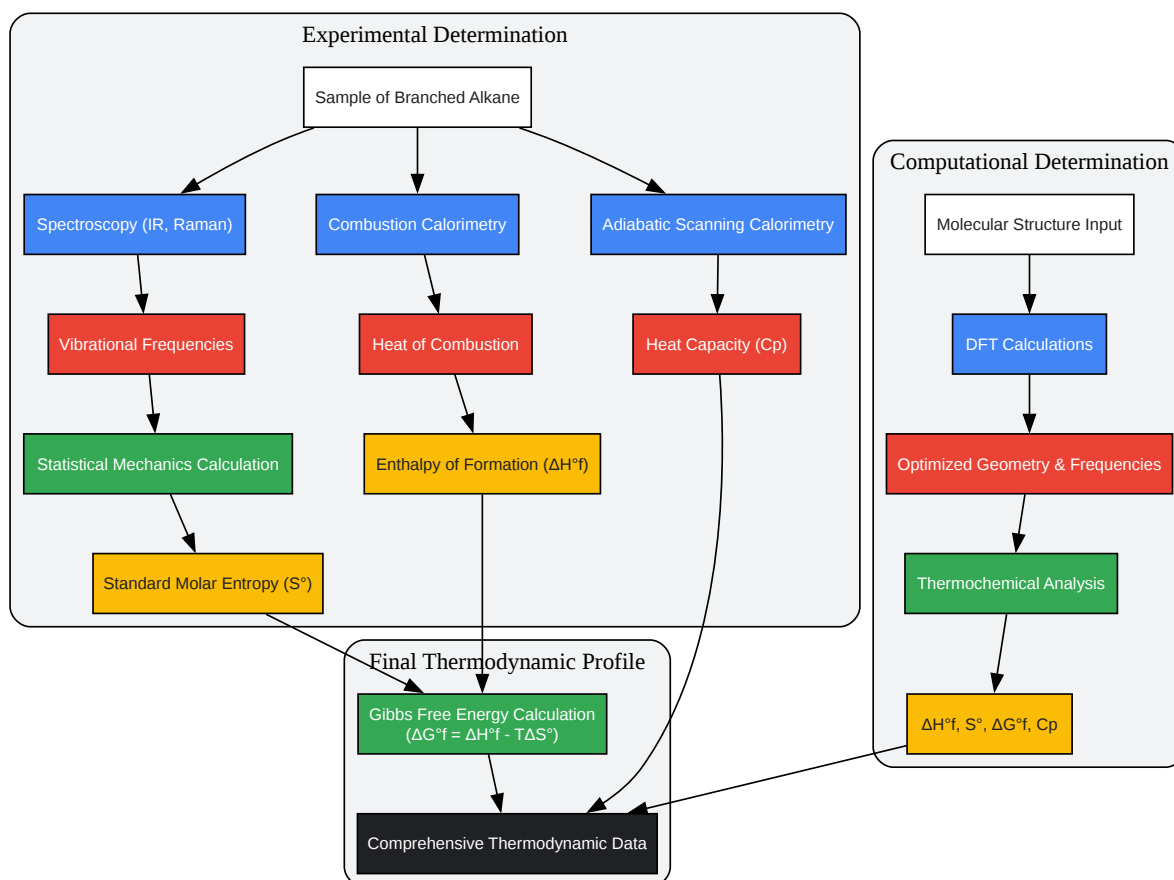 Experimental Determination
Sample of Branched Alkane
Spectroscopy (IR, Raman)
Combustion Calorimetry
Adiabatic Scanning Calorimetry
Vibrational Frequencies
Heat of Combustion
Heat Capacity (Cp)
Statistical Mechanics Calculation
Enthalpy of Formation (ΔH°f)
Standard Molar Entropy (S°)
Computational Determination
Molecular Structure Input
DFT Calculations
Optimized Geometry & Frequencies
Thermochemical Analysis
ΔH°f, S°, ΔG°f, Cp
Final Thermodynamic Profile
Gibbs Free Energy Calculation
(ΔG°f = ΔH°f - TΔS°)
Comprehensive Thermodynamic Data